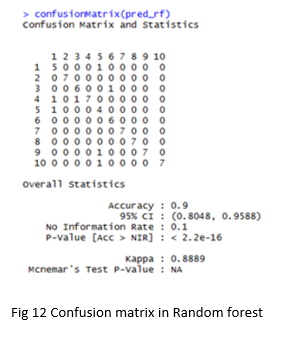 > confusionMatrix(pred_rf)
Confusion Matrix and Statistics
1 2 3 4 5 6 7 8 9 10
1 5 0 0 0 1 0 0 0 0 0
2 0 7 0 0 0 0 0 0 0 0
3 0 0 6 0 0 1 0 0 0 0
4 1 0 1 7 0 0 0 0 0 0
5 1 0 0 0 4 0 0 0 0 0
6 0 0 0 0 0 6 0 0 0 0
7 0 0 0 0 0 0 7 0 0 0
8 0 0 0 0 0 0 0 7 0 0
9 0 0 0 0 1 0 0 0 7 0
10 0 0 0 0 1 0 0 0 0 7
Overall Statistics
Accuracy : 0.9
95% CI : (0.8048, 0.9588)
No Information Rate : 0.1
P-Value [Acc > NIR] : < 2.2e-16
Kappa : 0.8889
Mcnemar's Test P-Value : NA
Fig 12 Confusion matrix in Random forest